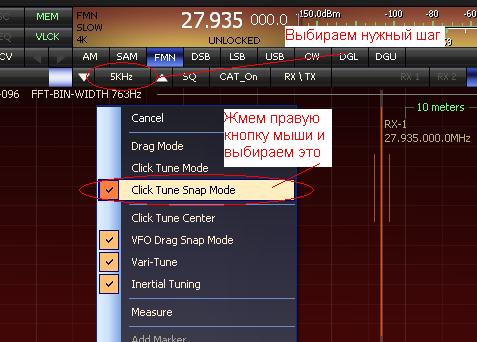 SC MEM FMN
EQ VLCK SLOW
4K
27.935 000.0
UNLOCKED
-150.0dBm -100 -80 -60
Выбираем нужный шаг
CV AM SAM FMN DSB LSB USB CW DGL DGU
5KHz SQ CAT_On RX \ TX RX 1 RX 2
-096 FFT-BIN-WIDTH 763Hz
10 meters
RX-1
27.935.000.0MHz
Жмем правую
кнопку мыши и
выбираем это
Cancel
Drag Mode
Click Tune Mode
Click Tune Snap Mode
Click Tune Center
VFO Drag Snap Mode
Vari-Tune
Inertial Tuning
Measure
Add Marker